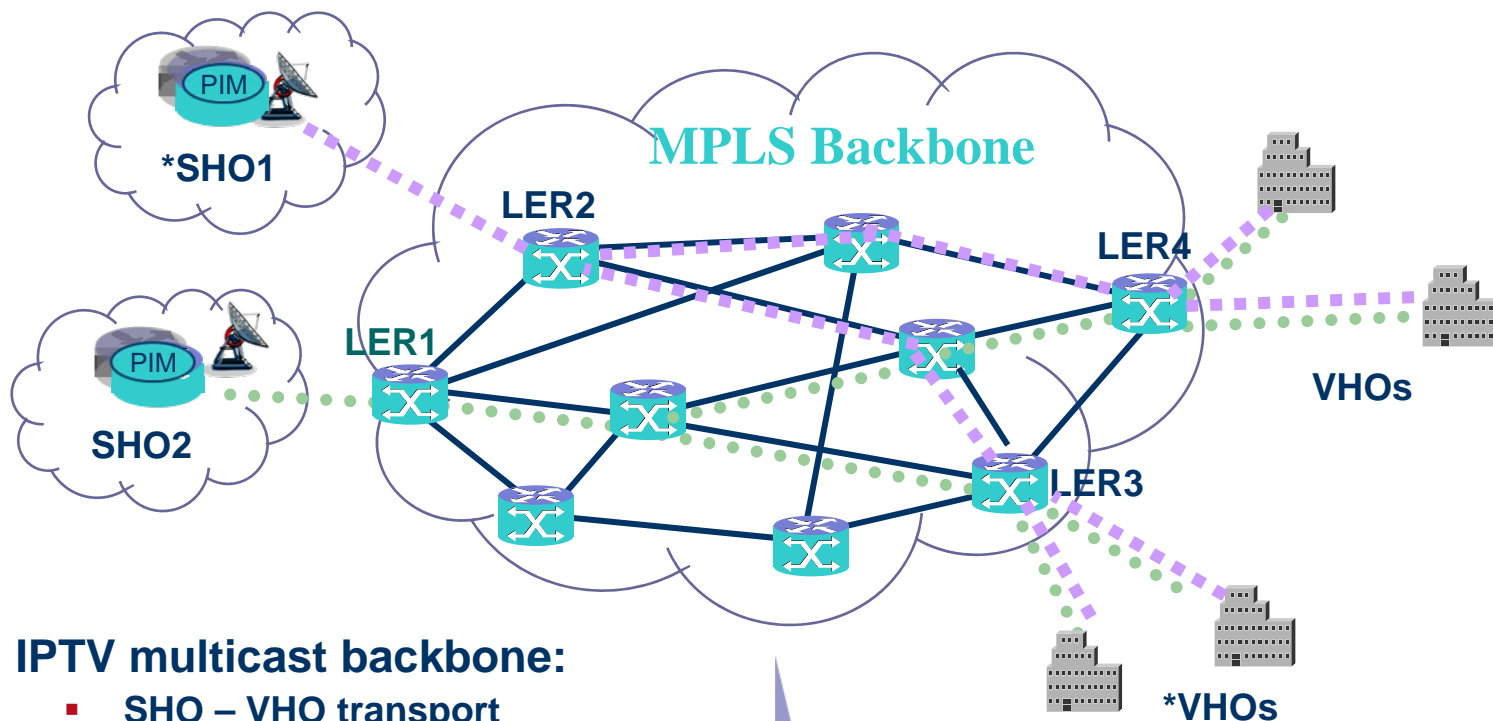 PIM
*SHO1
MPLS Backbone
LER2
LER4
LER1
PIM
SHO2
VHOs
LER3
*VHOs
IPTV multicast backbone:
▪ SHO – VHO transport